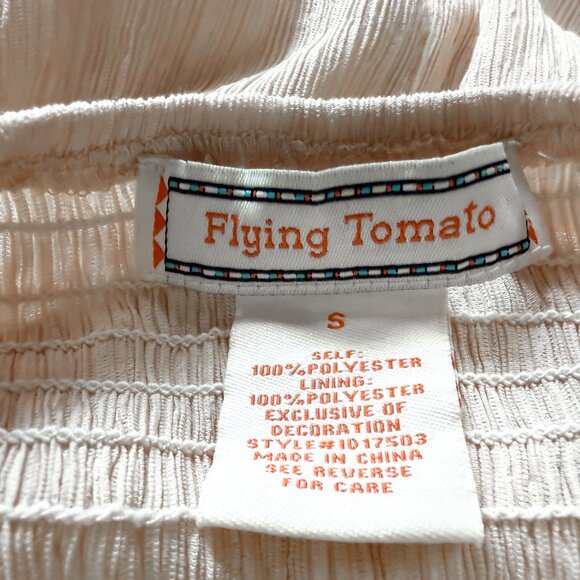 Flying Tomato
S
SELF:
100%POLYESTER
LINING:
100%POLYESTER
EXCLUSIVE OF
DECORATION
STYLE#ID17503
MADE IN CHINA
SEE REVERSE
FOR CARE